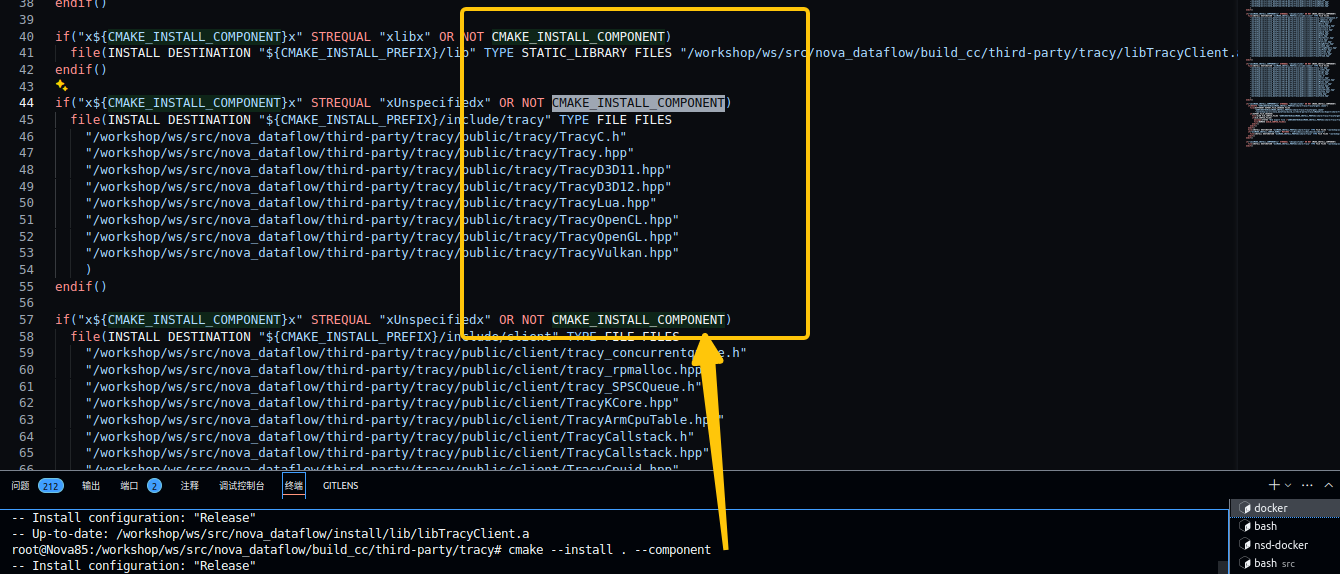 38 endif()
39
40 if("x${CMAKE_INSTALL_COMPONENT}x" STREQUAL "xlibx" OR NOT CMAKE_INSTALL_COMPONENT)
41 file(INSTALL DESTINATION "${CMAKE_INSTALL_PREFIX}/lib" TYPE STATIC_LIBRARY FILES "/workshop/ws/src/nova_dataflow/build_cc/third-party/tracy/libTracyClient.a
42 endif()
43
44 if("x${CMAKE_INSTALL_COMPONENT}x" STREQUAL "xUnspecifiedx" OR NOT CMAKE_INSTALL_COMPONENT)
45 file(INSTALL DESTINATION "${CMAKE_INSTALL_PREFIX}/include/tracy" TYPE FILE FILES
46 "/workshop/ws/src/nova_dataflow/third-party/tracy/public/tracy/TracyC.h"
47 "/workshop/ws/src/nova_dataflow/third-party/tracy/public/tracy/Tracy.hpp"
48 "/workshop/ws/src/nova_dataflow/third-party/tracy/public/tracy/TracyD3D11.hpp"
49 "/workshop/ws/src/nova_dataflow/third-party/tracy/public/tracy/TracyD3D12.hpp"
50 "/workshop/ws/src/nova_dataflow/third-party/tracy/public/tracy/TracyLua.hpp"
51 "/workshop/ws/src/nova_dataflow/third-party/tracy/public/tracy/TracyOpenCL.hpp"
52 "/workshop/ws/src/nova_dataflow/third-party/tracy/public/tracy/TracyOpenGL.hpp"
53 "/workshop/ws/src/nova_dataflow/third-party/tracy/public/tracy/TracyVulkan.hpp"
54 )
55 endif()
56
57 if("x${CMAKE_INSTALL_COMPONENT}x" STREQUAL "xUnspecifiedx" OR NOT CMAKE_INSTALL_COMPONENT)
58 file(INSTALL DESTINATION "${CMAKE_INSTALL_PREFIX}/include/client" TYPE FILE FILES
59 "/workshop/ws/src/nova_dataflow/third-party/tracy/public/client/tracy_concurrentqueue.h"
60 "/workshop/ws/src/nova_dataflow/third-party/tracy/public/client/tracy_rpmalloc.hpp"
61 "/workshop/ws/src/nova_dataflow/third-party/tracy/public/client/tracy_SPSCQueue.h"
62 "/workshop/ws/src/nova_dataflow/third-party/tracy/public/client/TracyKCore.hpp"
63 "/workshop/ws/src/nova_dataflow/third-party/tracy/public/client/TracyArmCpuTable.hpp"
64 "/workshop/ws/src/nova_dataflow/third-party/tracy/public/client/TracyCallstack.h"
65 "/workshop/ws/src/nova_dataflow/third-party/tracy/public/client/TracyCallstack.hpp"
66 "/workshop/ws/src/nova_dataflow/third-party/tracy/public/client/TracyCpuid.hpp"
问题 212 输出 端口 2 注释 调试控制台 终端 GITLENS
-- Install configuration: "Release"
-- Up-to-date: /workshop/ws/src/nova_dataflow/install/lib/libTracyClient.a
root@Nova85:/workshop/ws/src/nova_dataflow/build_cc/third-party/tracy# cmake --install . --component
-- Install configuration: "Release"
docker
bash
nsd-docker
bash src